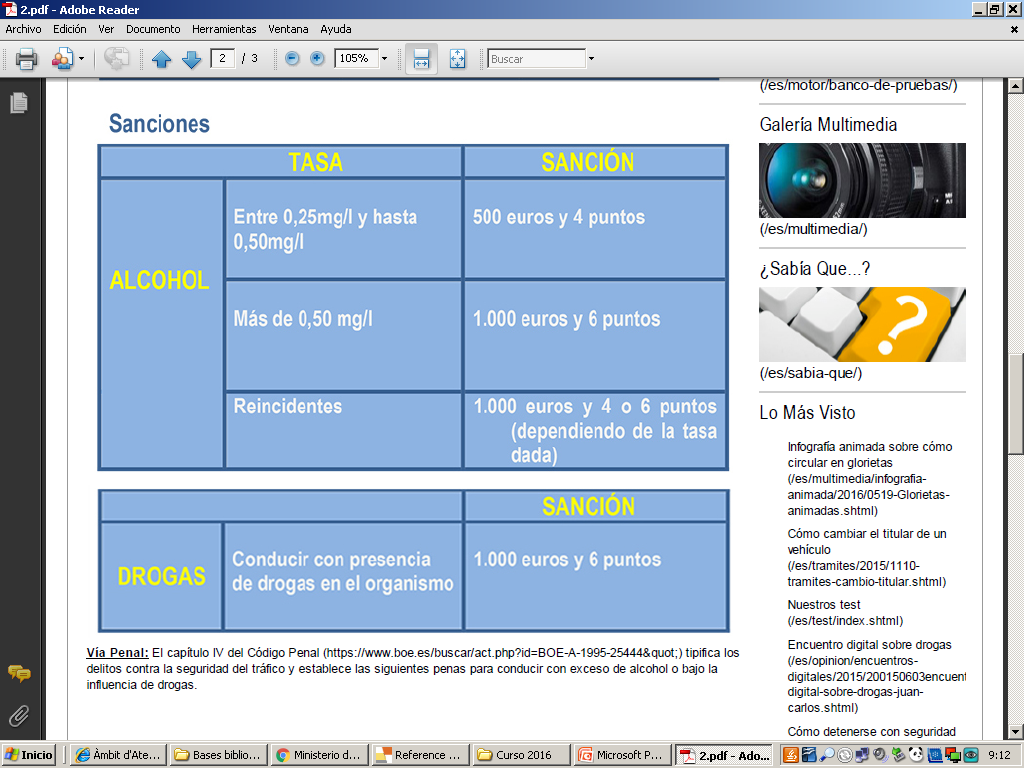 2.pdf - Adobe Reader
Archivo Edición Ver Documento Herramientas Ventana Ayuda
2 / 3 105% Buscar
Sanciones
TASA SANCIÓN
ALCOHOL
Entre 0,25mg/l y hasta
0,50mg/l
500 euros y 4 puntos
Más de 0,50 mg/l
1.000 euros y 6 puntos
Reincidentes
1.000 euros y 4 o 6 puntos
(dependiendo de la tasa
dada)
SANCIÓN
DROGAS
Conducir con presencia
de drogas en el organismo
1.000 euros y 6 puntos
Vía Penal: El capítulo IV del Código Penal (https://www.boe.es/buscar/act.php?id=BOE-A-1995-25444&quot;) tipifica los
delitos contra la seguridad del tráfico y establece las siguientes penas para conducir con exceso de alcohol o bajo la
influencia de drogas.
(/es/motor/banco-de-pruebas/)
Galería Multimedia
(/es/multimedia/)
¿Sabía Que...?
?
(/es/sabia-que/)
Lo Más Visto
Infografía animada sobre cómo
circular en glorietas
(/es/multimedia/infografia-
animada/2016/0519-Glorietas-
animadas.shtml)
Cómo cambiar el titular de un
vehículo
(/es/tramites/2015/1110-
tramites-cambio-titular.shtml)
Nuestros test
(/es/test/index.shtml)
Encuentro digital sobre drogas
(/es/opinion/encuentros-
digitales/2015/200150603encuent
digital-sobre-drogas-juan-
carlos.shtml)
Cómo detenerse con seguridad
Inicio
Àmbit d'Ate...
Bases biblio...
Ministerio d...
Reference ...
Curso 2016
Microsoft P...
2.pdf - Ado...
9:12